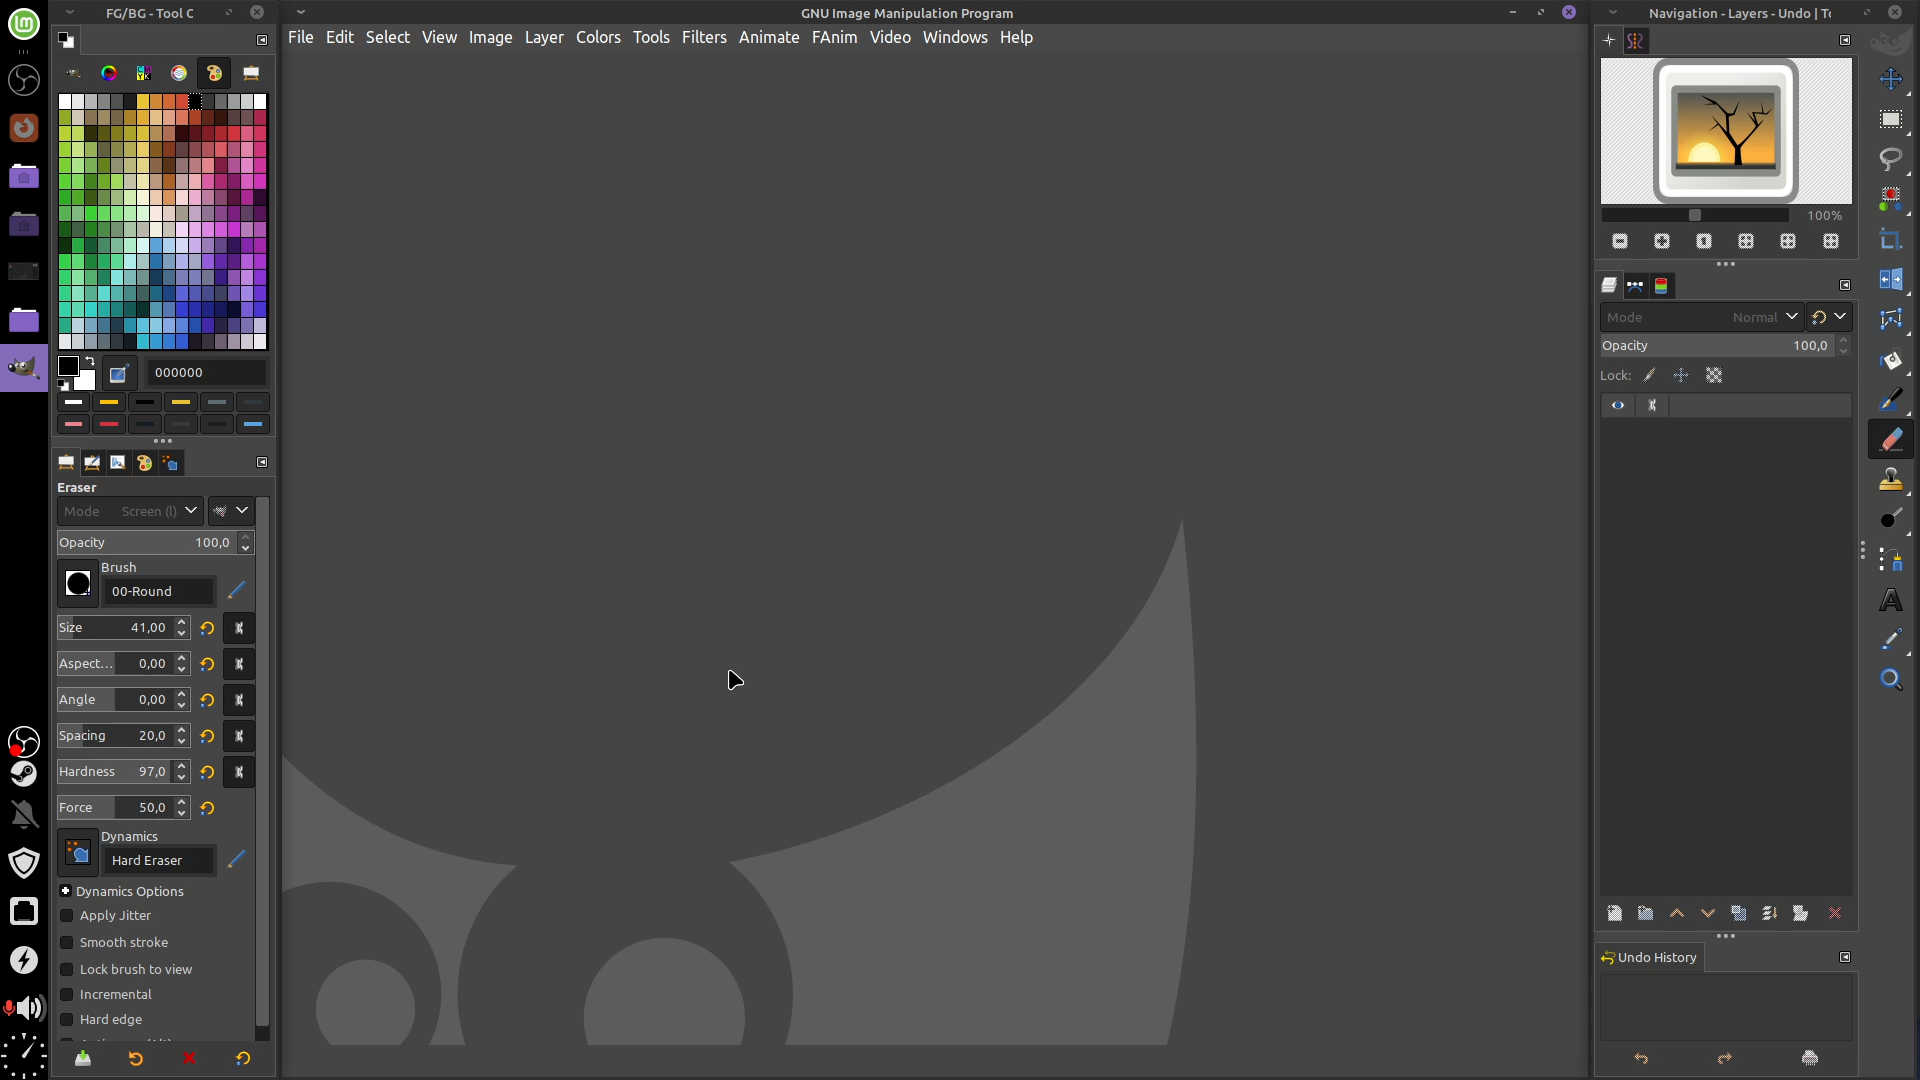 FG/BG - Tool C
GNU Image Manipulation Program
Navigation - Layers - Undo | To
File Edit Select View Image Layer Colors Tools Filters Animate FAnim Video Windows Help
100%
Mode Normal
Opacity 100,0
Lock:
000000
Eraser
Mode Screen (l)
Opacity 100,0
Brush
00-Round
Size 41,00
Aspect... 0,00
Angle 0,00
Spacing 20,0
Hardness 97,0
Force 50,0
Dynamics
Hard Eraser
Dynamics Options
Apply Jitter
Smooth stroke
Lock brush to view
Incremental
Hard edge
Undo History